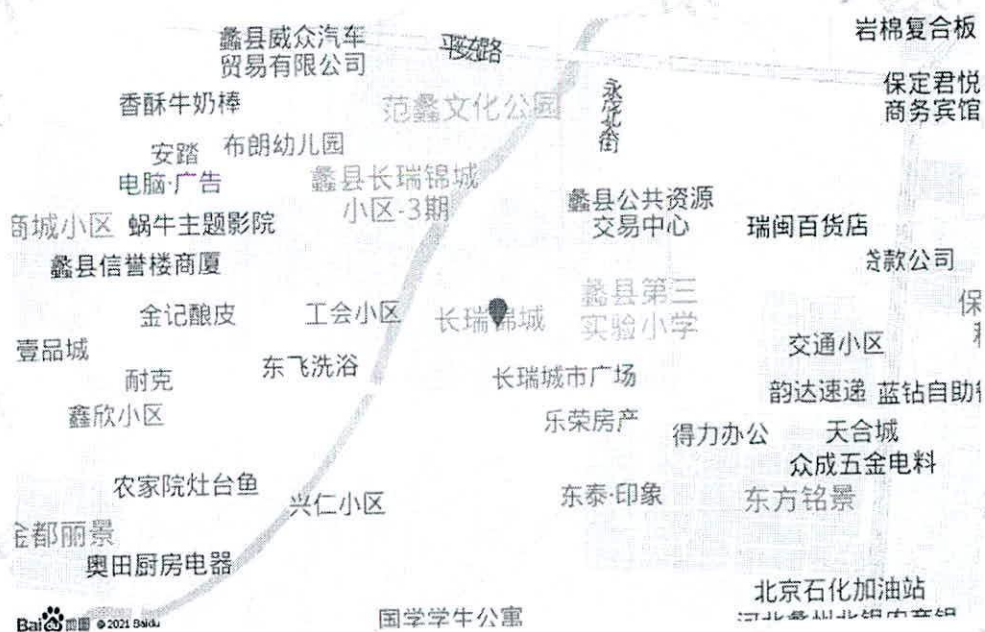 岩棉复合板
蠡县威众汽车
贸易有限公司
平安路
保定君悦
商务宾馆
香酥牛奶棒
范蠡文化公园
永茂北街
安踏
布朗幼儿园
电脑·广告
蠡县长瑞锦城
小区-3期
蠡县公共资源
交易中心
商城小区
蜗牛主题影院
瑞闽百货店
蠡县信誉楼商厦
贷款公司
蠡县第三
实验小学
金记酿皮
工会小区
长瑞锦城
保
壹品城
交通小区
东飞洗浴
耐克
长瑞城市广场
韵达速递
蓝钻自助
鑫欣小区
乐荣房产
得力办公
天合城
众成五金电料
农家院灶台鱼
兴仁小区
东泰·印象
东方铭景
金都丽景
奥田厨房电器
北京石化加油站
国学学生公寓
Bai地图 © 2021 Baidu